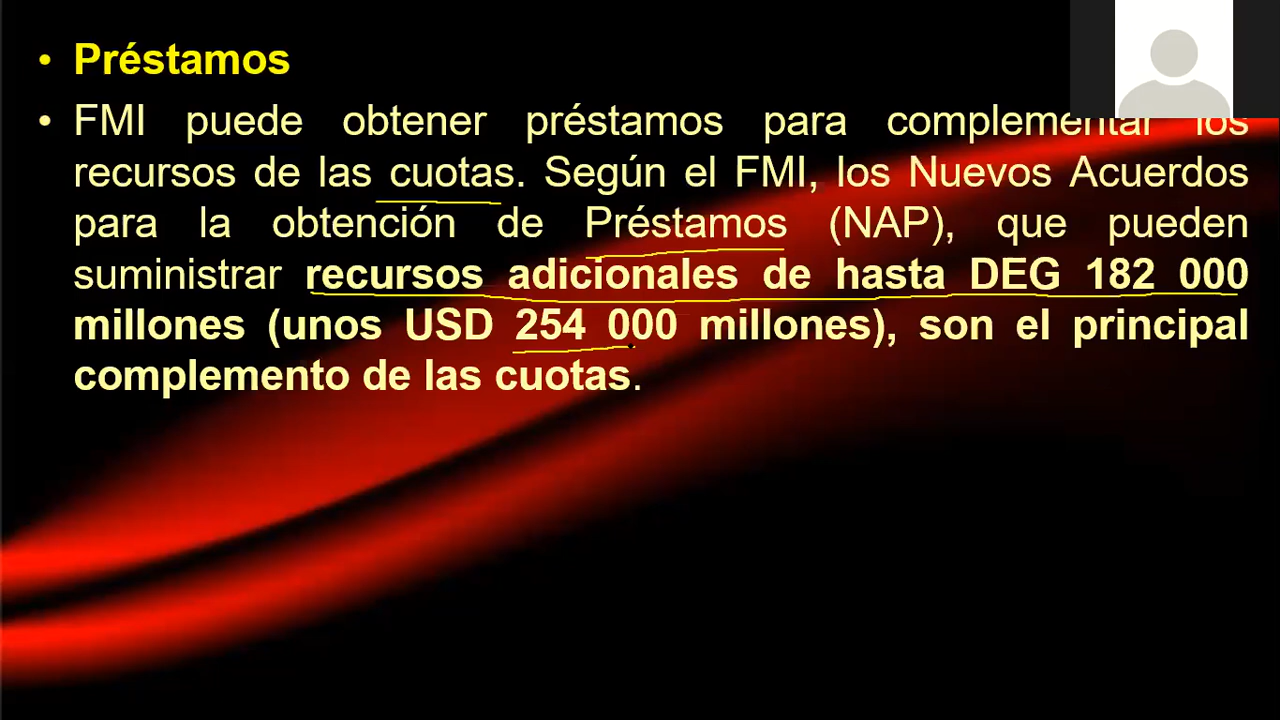 • Préstamos
• FMI puede obtener préstamos para complementar los
recursos de las cuotas. Según el FMI, los Nuevos Acuerdos
para la obtención de Préstamos (NAP), que pueden
suministrar recursos adicionales de hasta DEG 182 000
millones (unos USD 254 000 millones), son el principal
complemento de las cuotas.